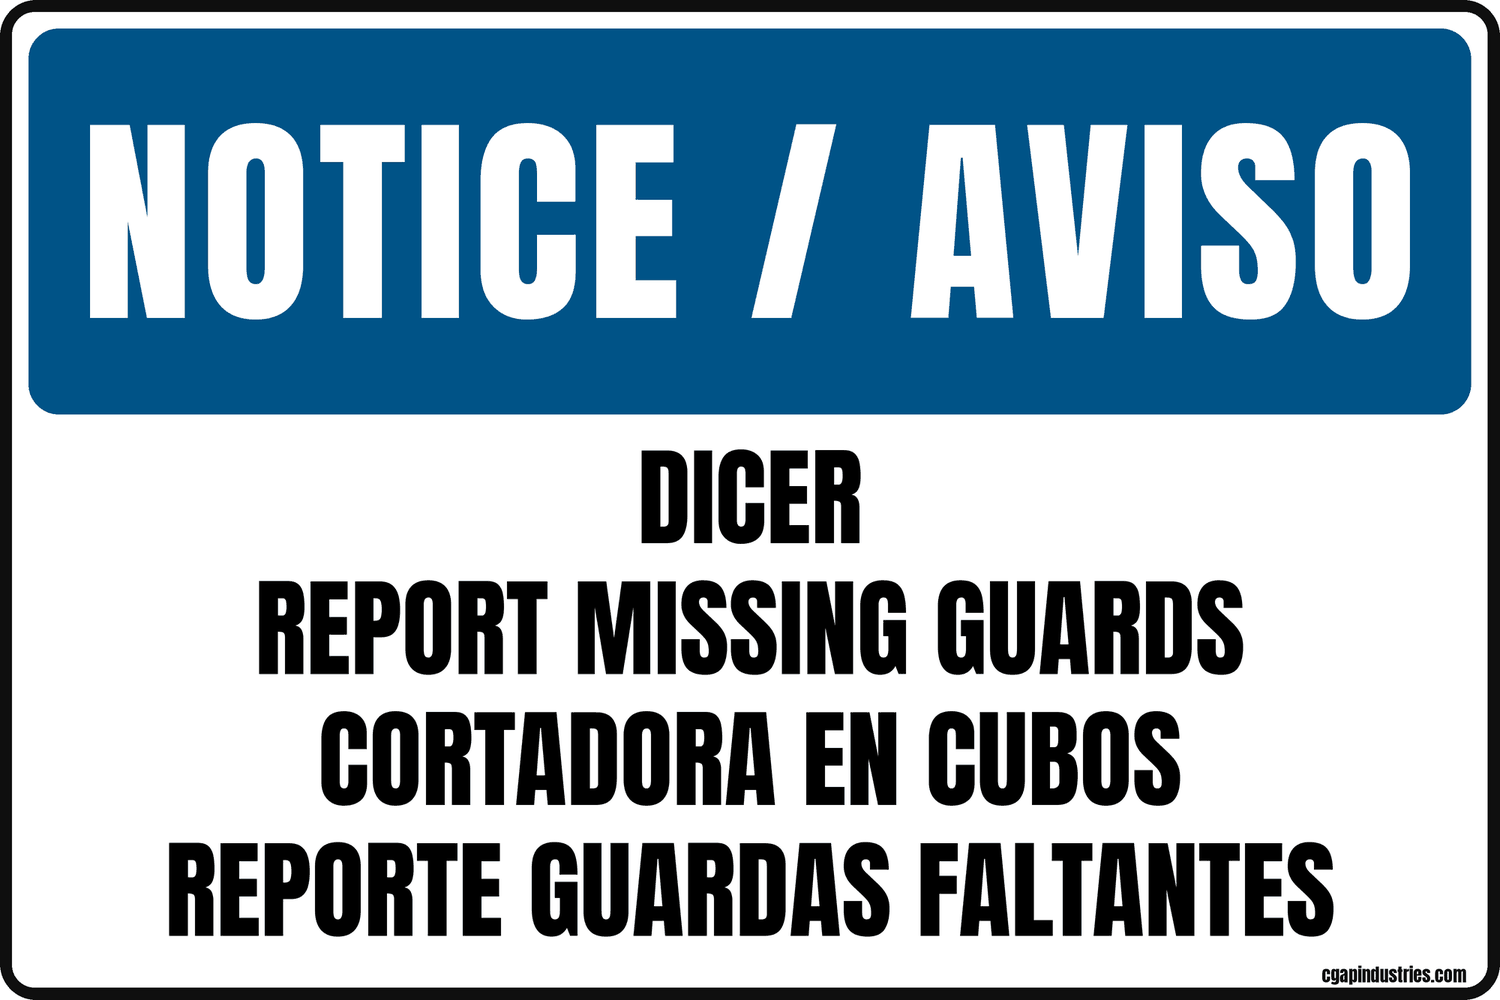 NOTICE / AVISO
DICER
REPORT MISSING GUARDS
CORTADORA EN CUBOS
REPORTE GUARDAS FALTANTES
cgapindustries.com